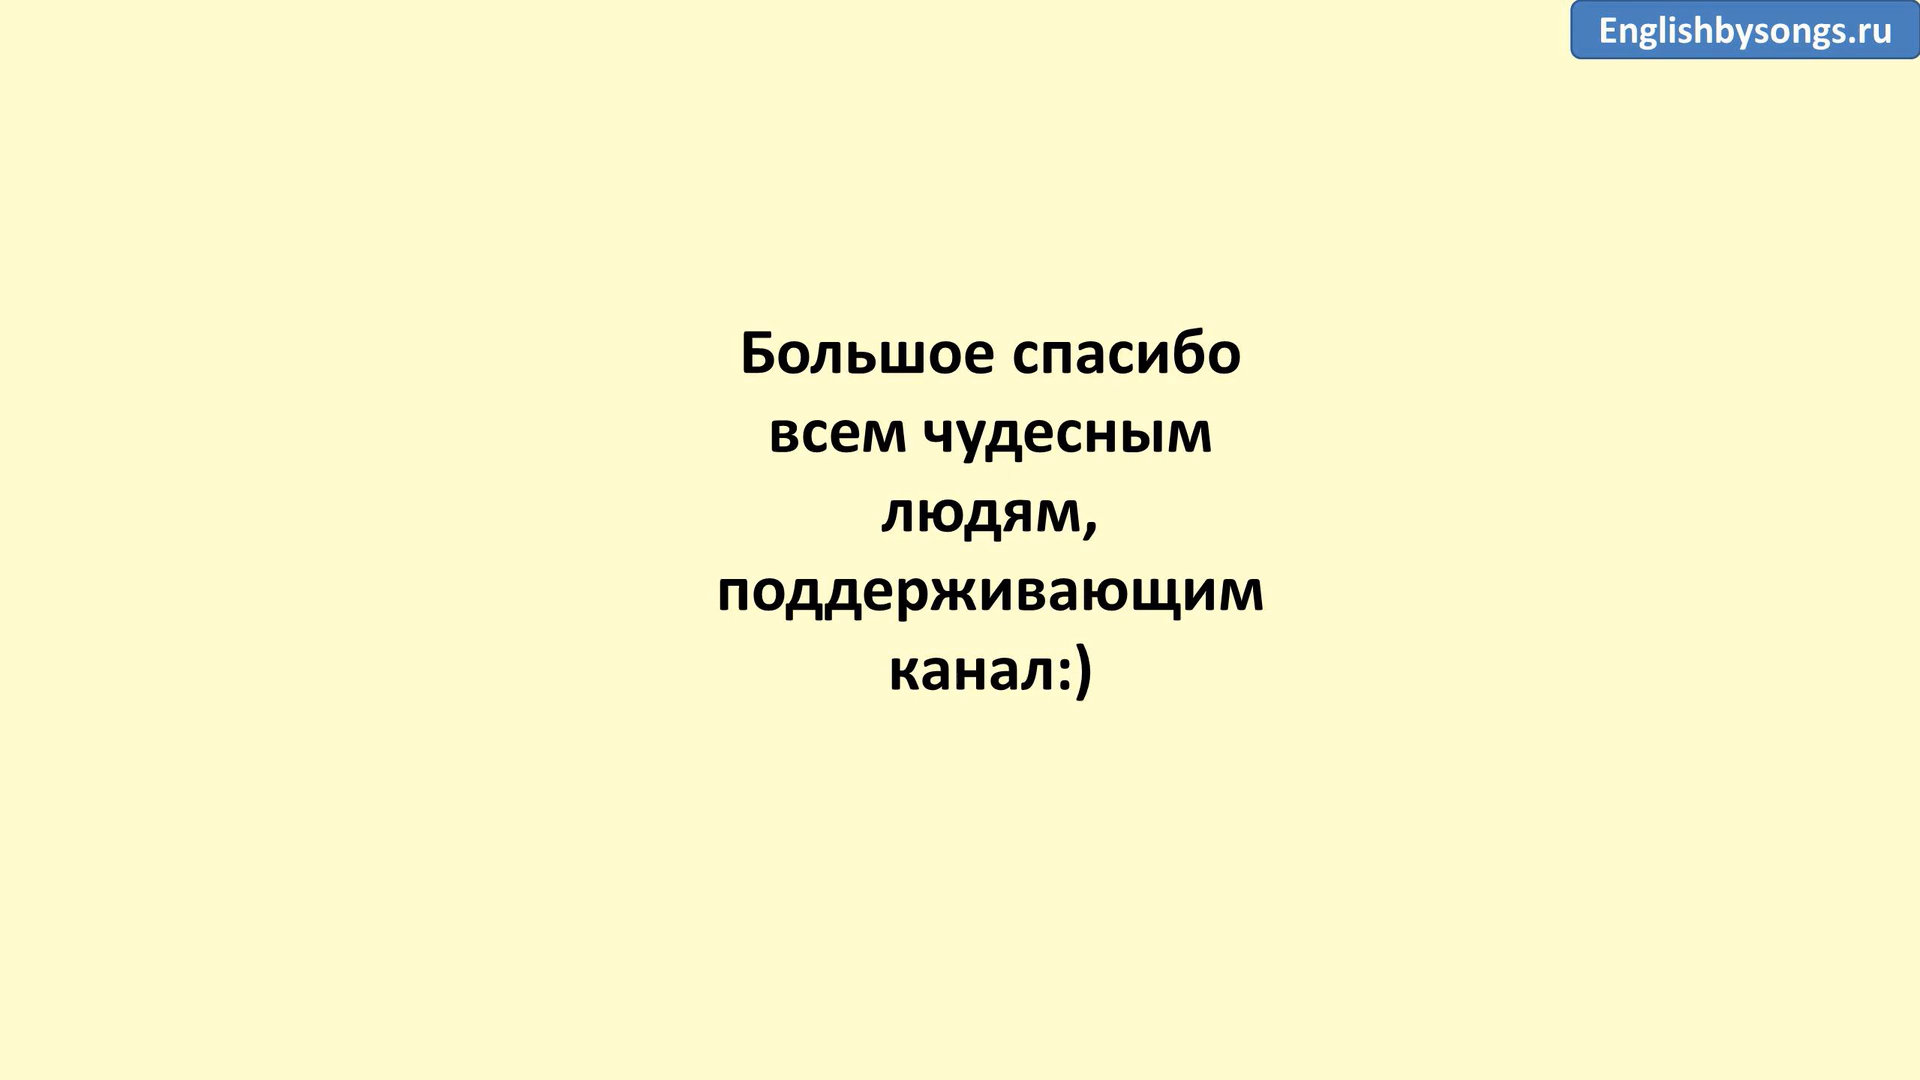 Englishbysongs.ru
Большое спасибо
всем чудесным
людям,
поддерживающим
канал:)